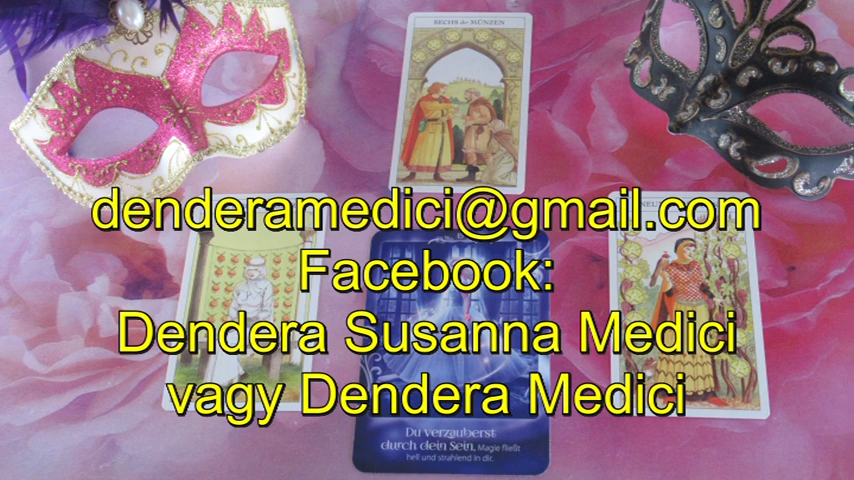 SECHS der MÜNZEN
denderamedici@gmail.com
Facebook:
Dendera Susanna Medici
vagy Dendera Medici
Du verzauberst
durch dein Sein, Magie fließt
hell und strahlend in dir.